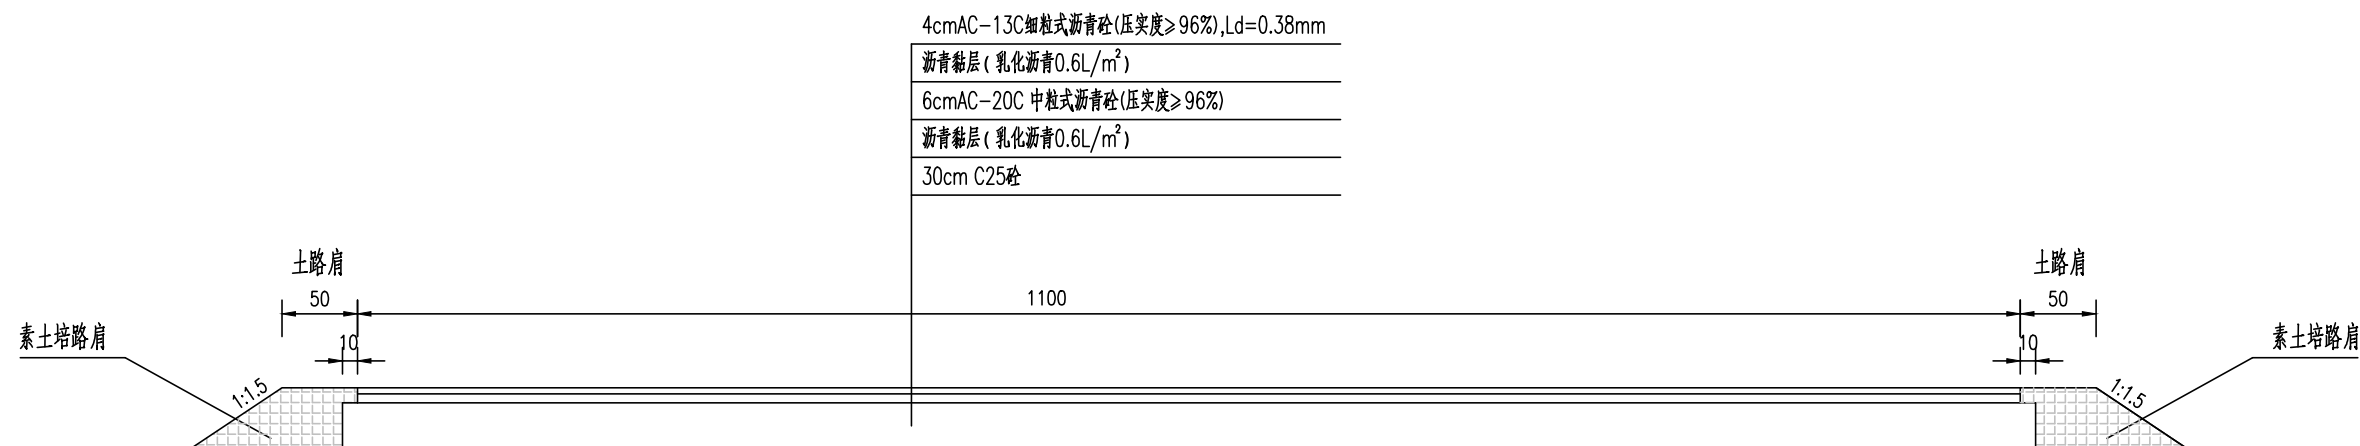 4cmAC-13C细粒式沥青砼(压实度≥96%),Ld=0.38mm
沥青黏层(乳化沥青0.6L/m²)
6cmAC-20C 中粒式沥青砼(压实度≥96%)
沥青黏层(乳化沥青0.6L/m²)
30cm C25砼
土路肩
土路肩
50
1100
50
素土培路肩
10
10
素土培路肩
1:1.5
1:1.5